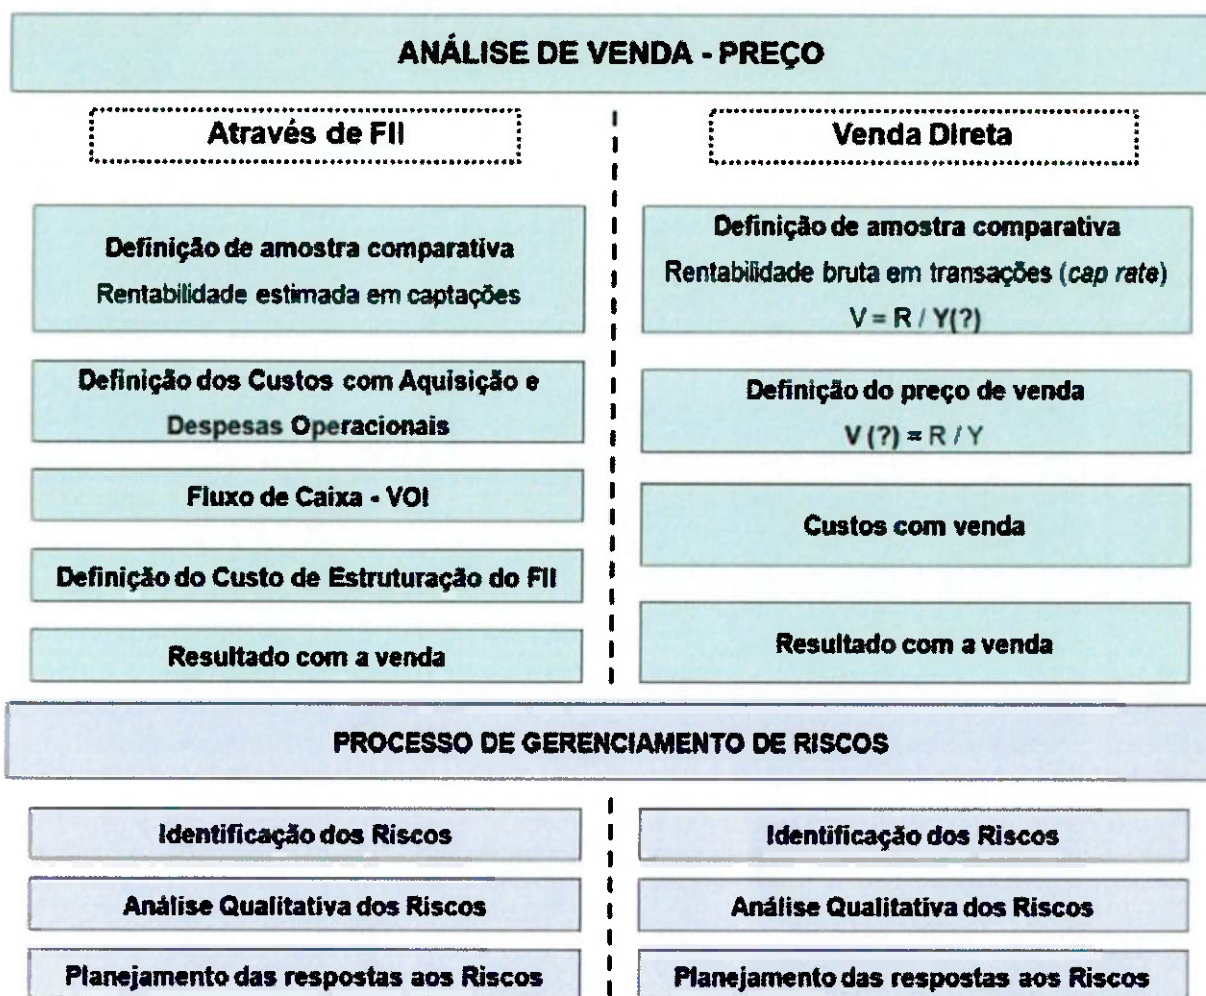 ANÁLISE DE VENDA - PREÇO
Através de FII
Definição de amostra comparativa
Rentabilidade estimada em captações
Definição dos Custos com Aquisição e
Despesas Operacionais
Fluxo de Caixa - VOI
Definição do Custo de Estruturação do FII
Resultado com a venda
Venda Direta
Definição de amostra comparativa
Rentabilidade bruta em transações (cap rate)
V = R / Y(?)
Definição do preço de venda
V (?) = R / Y
Custos com venda
Resultado com a venda
PROCESSO DE GERENCIAMENTO DE RISCOS
Identificação dos Riscos
Análise Qualitativa dos Riscos
Planejamento das respostas aos Riscos
Identificação dos Riscos
Análise Qualitativa dos Riscos
Planejamento das respostas aos Riscos